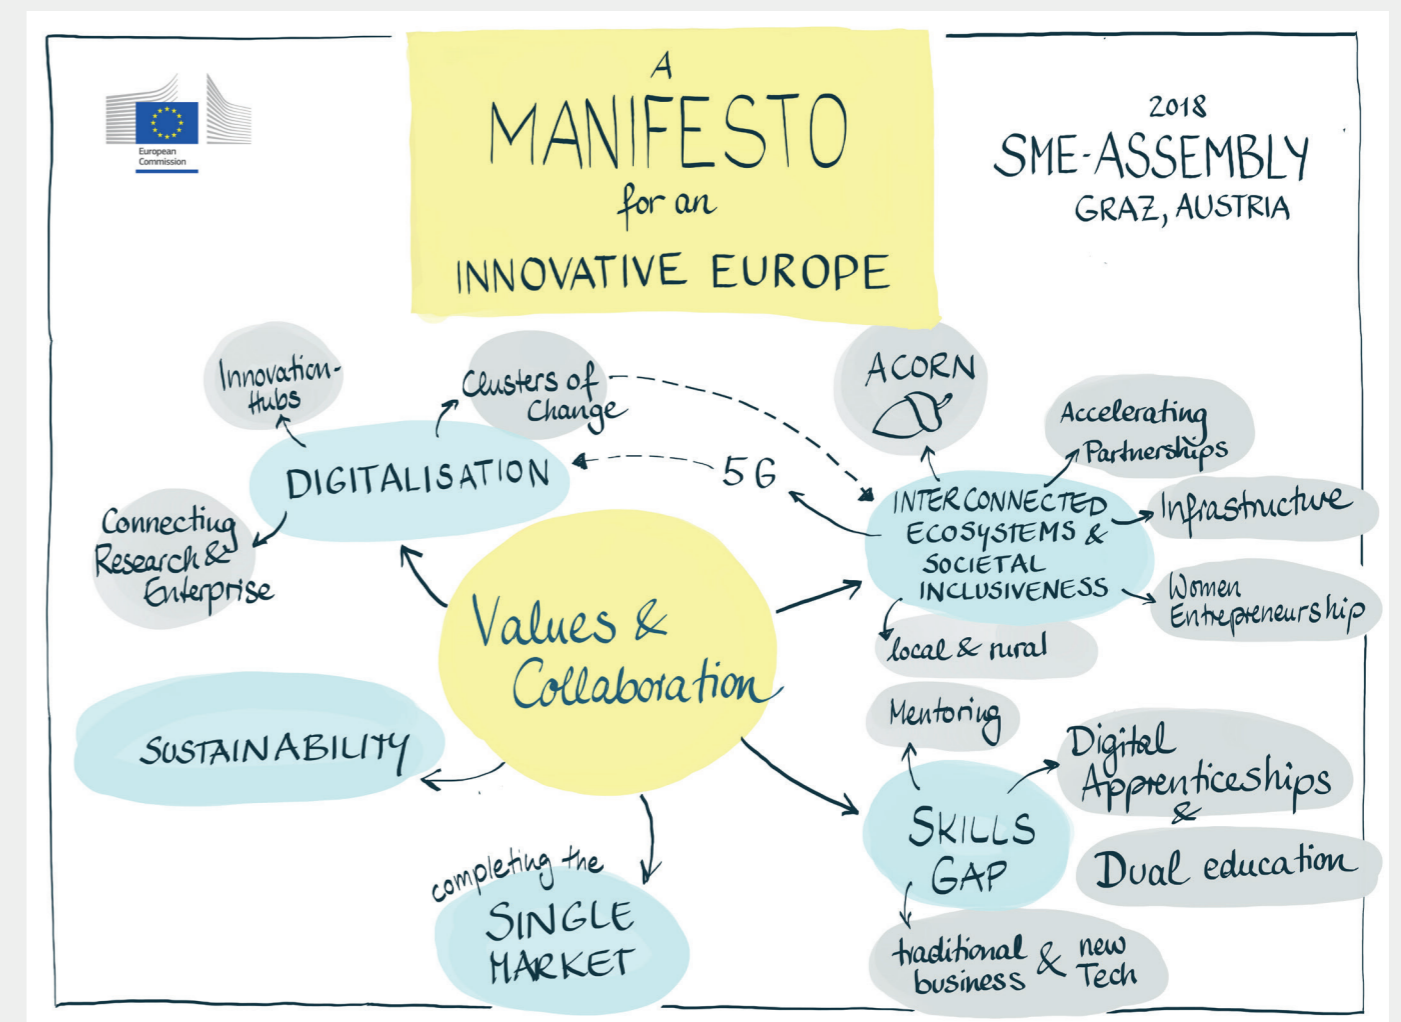 European
Commission
A
MANIFESTO
for an
INNOVATIVE EUROPE
2018
SME-ASSEMBLY
GRAZ, AUSTRIA
Innovation-
Hubs
Clusters of
Change
DIGITALISATION
Connecting
Research &
Enterprise
5G
ACORN
Accelerating
Partnerships
INTERCONNECTED
ECOSYSTEMS &
SOCIETAL
INCLUSIVENESS
Infrastructure
Women
Entrepreneurship
local & rural
Values &
Collaboration
SUSTAINABILITY
completing the
SINGLE
MARKET
Mentoring
Digital
Apprenticeships
&
Dual education
SKILLS
GAP
traditional & new
business Tech